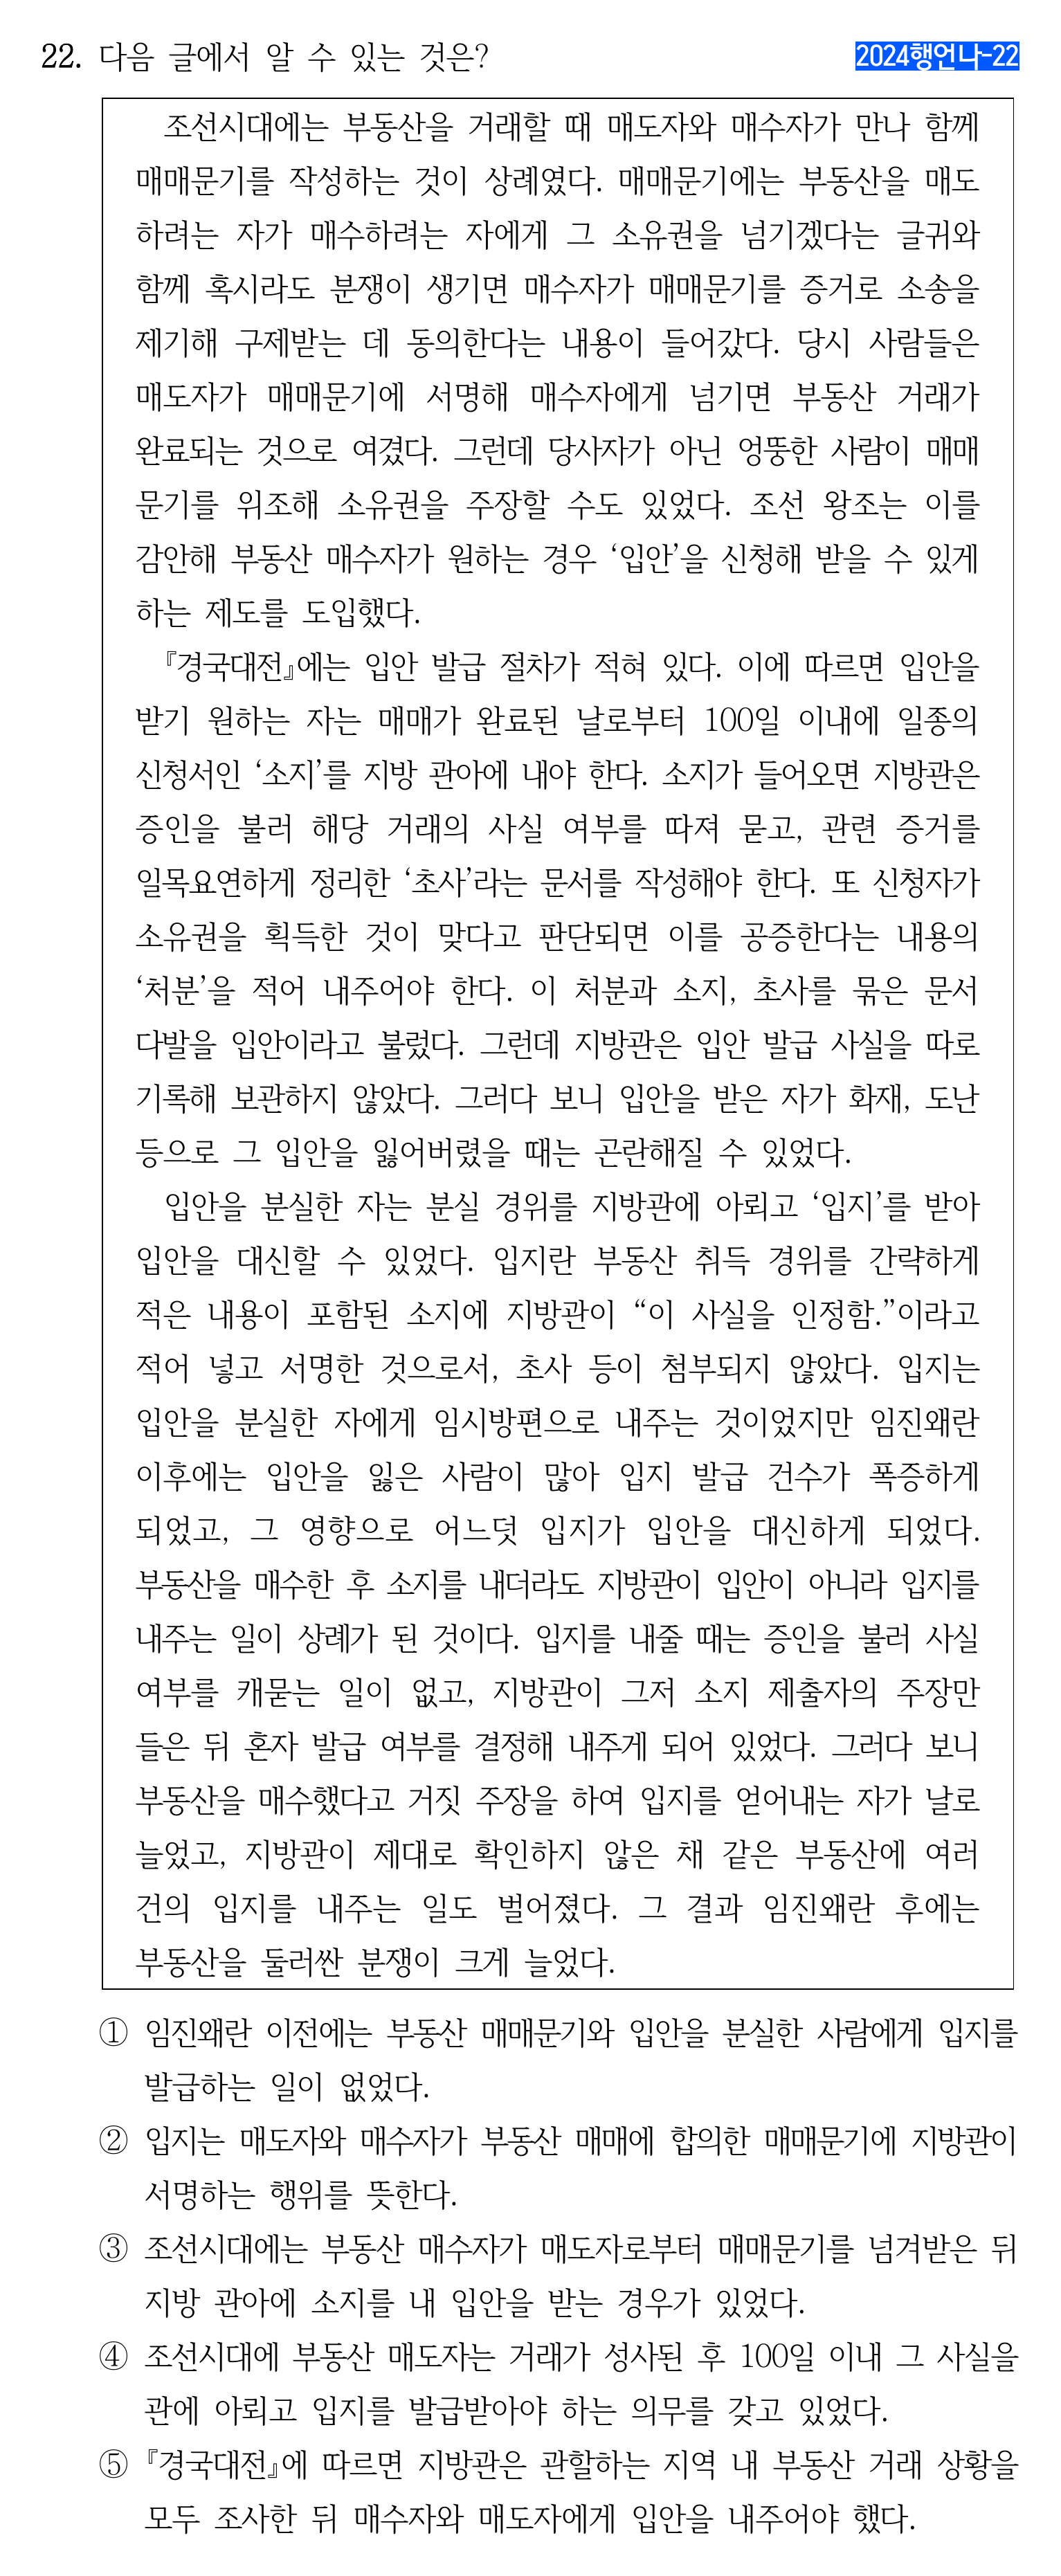 22. 다음 글에서 알 수 있는 것은?
2024행언나-22
조선시대에는 부동산을 거래할 때 매도자와 매수자가 만나 함께
매매문기를 작성하는 것이 상례였다. 매매문기에는 부동산을 매도
하려는 자가 매수하려는 자에게 그 소유권을 넘기겠다는 글귀와
함께 혹시라도 분쟁이 생기면 매수자가 매매문기를 증거로 소송을
제기해 구제받는 데 동의한다는 내용이 들어갔다. 당시 사람들은
매도자가 매매문기에 서명해 매수자에게 넘기면 부동산 거래가
완료되는 것으로 여겼다. 그런데 당사자가 아닌 엉뚱한 사람이 매매
문기를 위조해 소유권을 주장할 수도 있었다. 조선 왕조는 이를
감안해 부동산 매수자가 원하는 경우 ‘입안’을 신청해 받을 수 있게
하는 제도를 도입했다.
『경국대전』에는 입안 발급 절차가 적혀 있다. 이에 따르면 입안을
받기 원하는 자는 매매가 완료된 날로부터 100일 이내에 일종의
신청서인 ‘소지’를 지방 관아에 내야 한다. 소지가 들어오면 지방관은
증인을 불러 해당 거래의 사실 여부를 따져 묻고, 관련 증거를
일목요연하게 정리한 ‘초사’라는 문서를 작성해야 한다. 또 신청자가
소유권을 획득한 것이 맞다고 판단되면 이를 공증한다는 내용의
‘처분’을 적어 내주어야 한다. 이 처분과 소지, 초사를 묶은 문서
다발을 입안이라고 불렀다. 그런데 지방관은 입안 발급 사실을 따로
기록해 보관하지 않았다. 그러다 보니 입안을 받은 자가 화재, 도난
등으로 그 입안을 잃어버렸을 때는 곤란해질 수 있었다.
입안을 분실한 자는 분실 경위를 지방관에 아뢰고 ‘입지’를 받아
입안을 대신할 수 있었다. 입지란 부동산 취득 경위를 간략하게
적은 내용이 포함된 소지에 지방관이 “이 사실을 인정함.”이라고
적어 넣고 서명한 것으로서, 초사 등이 첨부되지 않았다. 입지는
입안을 분실한 자에게 임시방편으로 내주는 것이었지만 임진왜란
이후에는 입안을 잃은 사람이 많아 입지 발급 건수가 폭증하게
되었고, 그 영향으로 어느덧 입지가 입안을 대신하게 되었다.
부동산을 매수한 후 소지를 내더라도 지방관이 입안이 아니라 입지를
내주는 일이 상례가 된 것이다. 입지를 내줄 때는 증인을 불러 사실
여부를 캐묻는 일이 없고, 지방관이 그저 소지 제출자의 주장만
들은 뒤 혼자 발급 여부를 결정해 내주게 되어 있었다. 그러다 보니
부동산을 매수했다고 거짓 주장을 하여 입지를 얻어내는 자가 날로
늘었고, 지방관이 제대로 확인하지 않은 채 같은 부동산에 여러
건의 입지를 내주는 일도 벌어졌다. 그 결과 임진왜란 후에는
부동산을 둘러싼 분쟁이 크게 늘었다.
① 임진왜란 이전에는 부동산 매매문기와 입안을 분실한 사람에게 입지를
발급하는 일이 없었다.
② 입지는 매도자와 매수자가 부동산 매매에 합의한 매매문기에 지방관이
서명하는 행위를 뜻한다.
③ 조선시대에는 부동산 매수자가 매도자로부터 매매문기를 넘겨받은 뒤
지방 관아에 소지를 내 입안을 받는 경우가 있었다.
④ 조선시대에 부동산 매도자는 거래가 성사된 후 100일 이내 그 사실을
관에 아뢰고 입지를 발급받아야 하는 의무를 갖고 있었다.
⑤ 『경국대전』에 따르면 지방관은 관할하는 지역 내 부동산 거래 상황을
모두 조사한 뒤 매수자와 매도자에게 입안을 내주어야 했다.